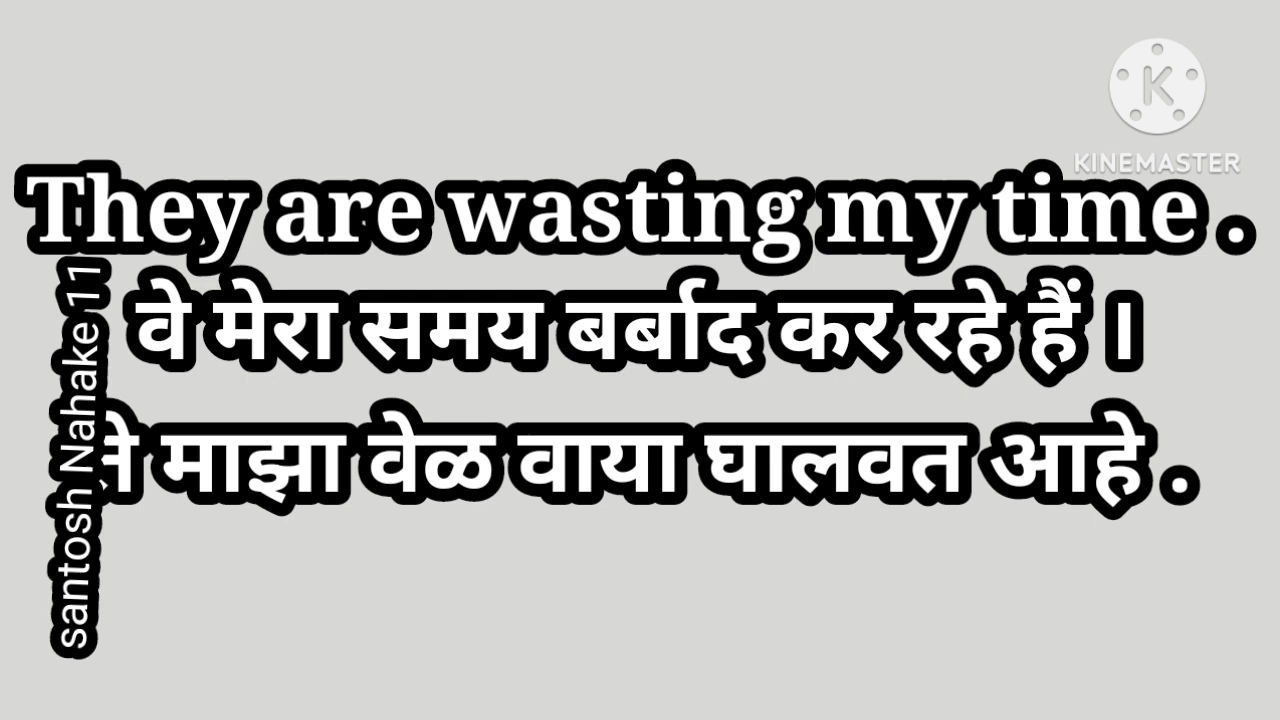 KINEMASTER
They are wasting my time .
वे मेरा समय बर्बाद कर रहे हैं ।
माझा वेळ वाया घालवत आहे .
santosh Nahake 11